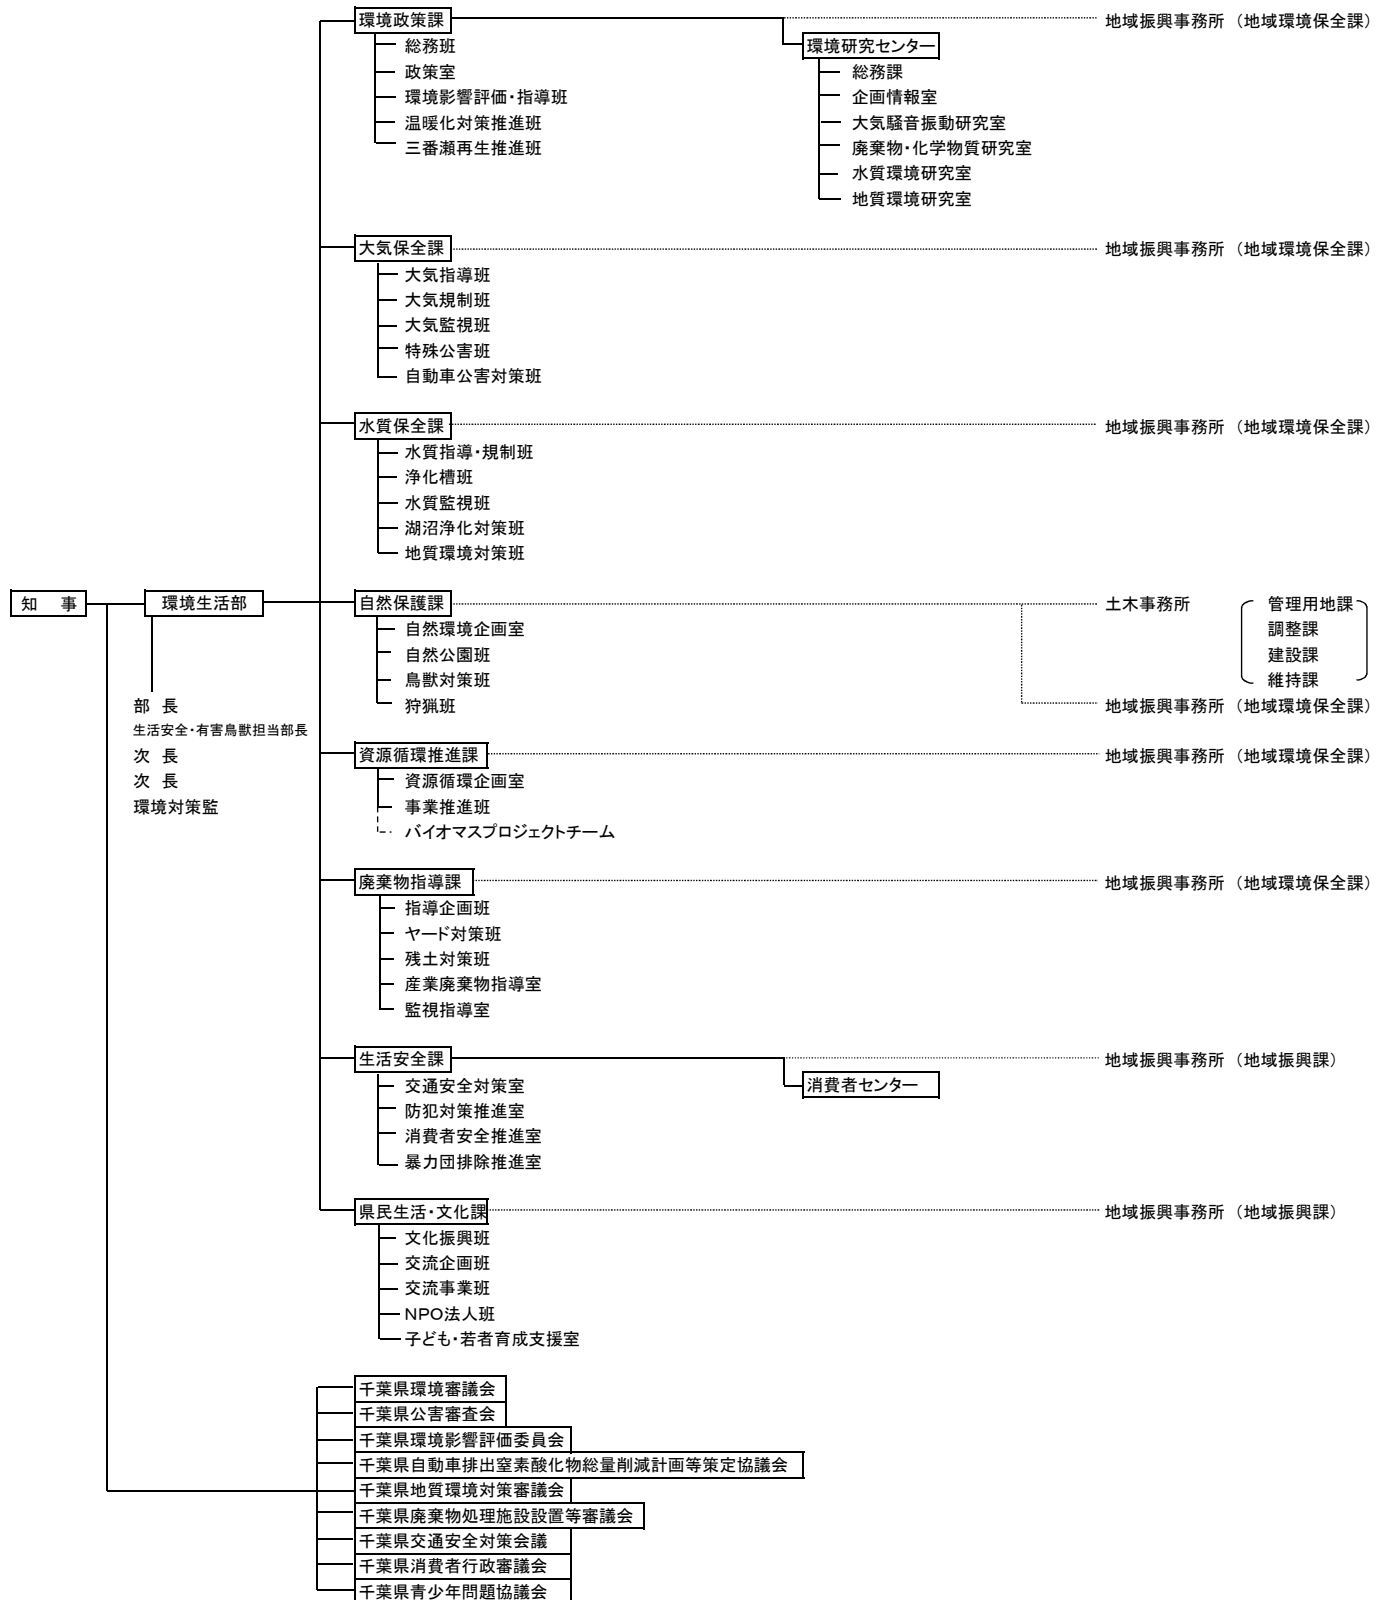 環境政策課
地域振興事務所 （地域環境保全課）
総務班
政策室
環境影響評価・指導班
温暖化対策推進班
三番瀬再生推進班
環境研究センター
総務課
企画情報室
大気騒音振動研究室
廃棄物・化学物質研究室
水質環境研究室
地質環境研究室
大気保全課
地域振興事務所 （地域環境保全課）
大気指導班
大気規制班
大気監視班
特殊公害班
自動車公害対策班
水質保全課
地域振興事務所 （地域環境保全課）
水質指導・規制班
浄化槽班
水質監視班
湖沼浄化対策班
地質環境対策班
知　事
環境生活部
部 長
生活安全・有害鳥獣担当部長
次 長
次 長
環境対策監
自然保護課
土木事務所
管理用地課
調整課
建設課
維持課
地域振興事務所 （地域環境保全課）
自然環境企画室
自然公園班
鳥獣対策班
狩猟班
資源循環推進課
地域振興事務所 （地域環境保全課）
資源循環企画室
事業推進班
バイオマスプロジェクトチーム
廃棄物指導課
地域振興事務所 （地域環境保全課）
指導企画班
ヤード対策班
残土対策班
産業廃棄物指導室
監視指導室
生活安全課
地域振興事務所 （地域振興課）
消費者センター
交通安全対策室
防犯対策推進室
消費者安全推進室
暴力団排除推進室
県民生活・文化課
地域振興事務所 （地域振興課）
文化振興班
交流企画班
交流事業班
NPO法人班
子ども・若者育成支援室
千葉県環境審議会
千葉県公害審査会
千葉県環境影響評価委員会
千葉県自動車排出窒素酸化物総量削減計画等策定協議会
千葉県地質環境対策審議会
千葉県廃棄物処理施設設置等審議会
千葉県交通安全対策会議
千葉県消費者行政審議会
千葉県青少年問題協議会